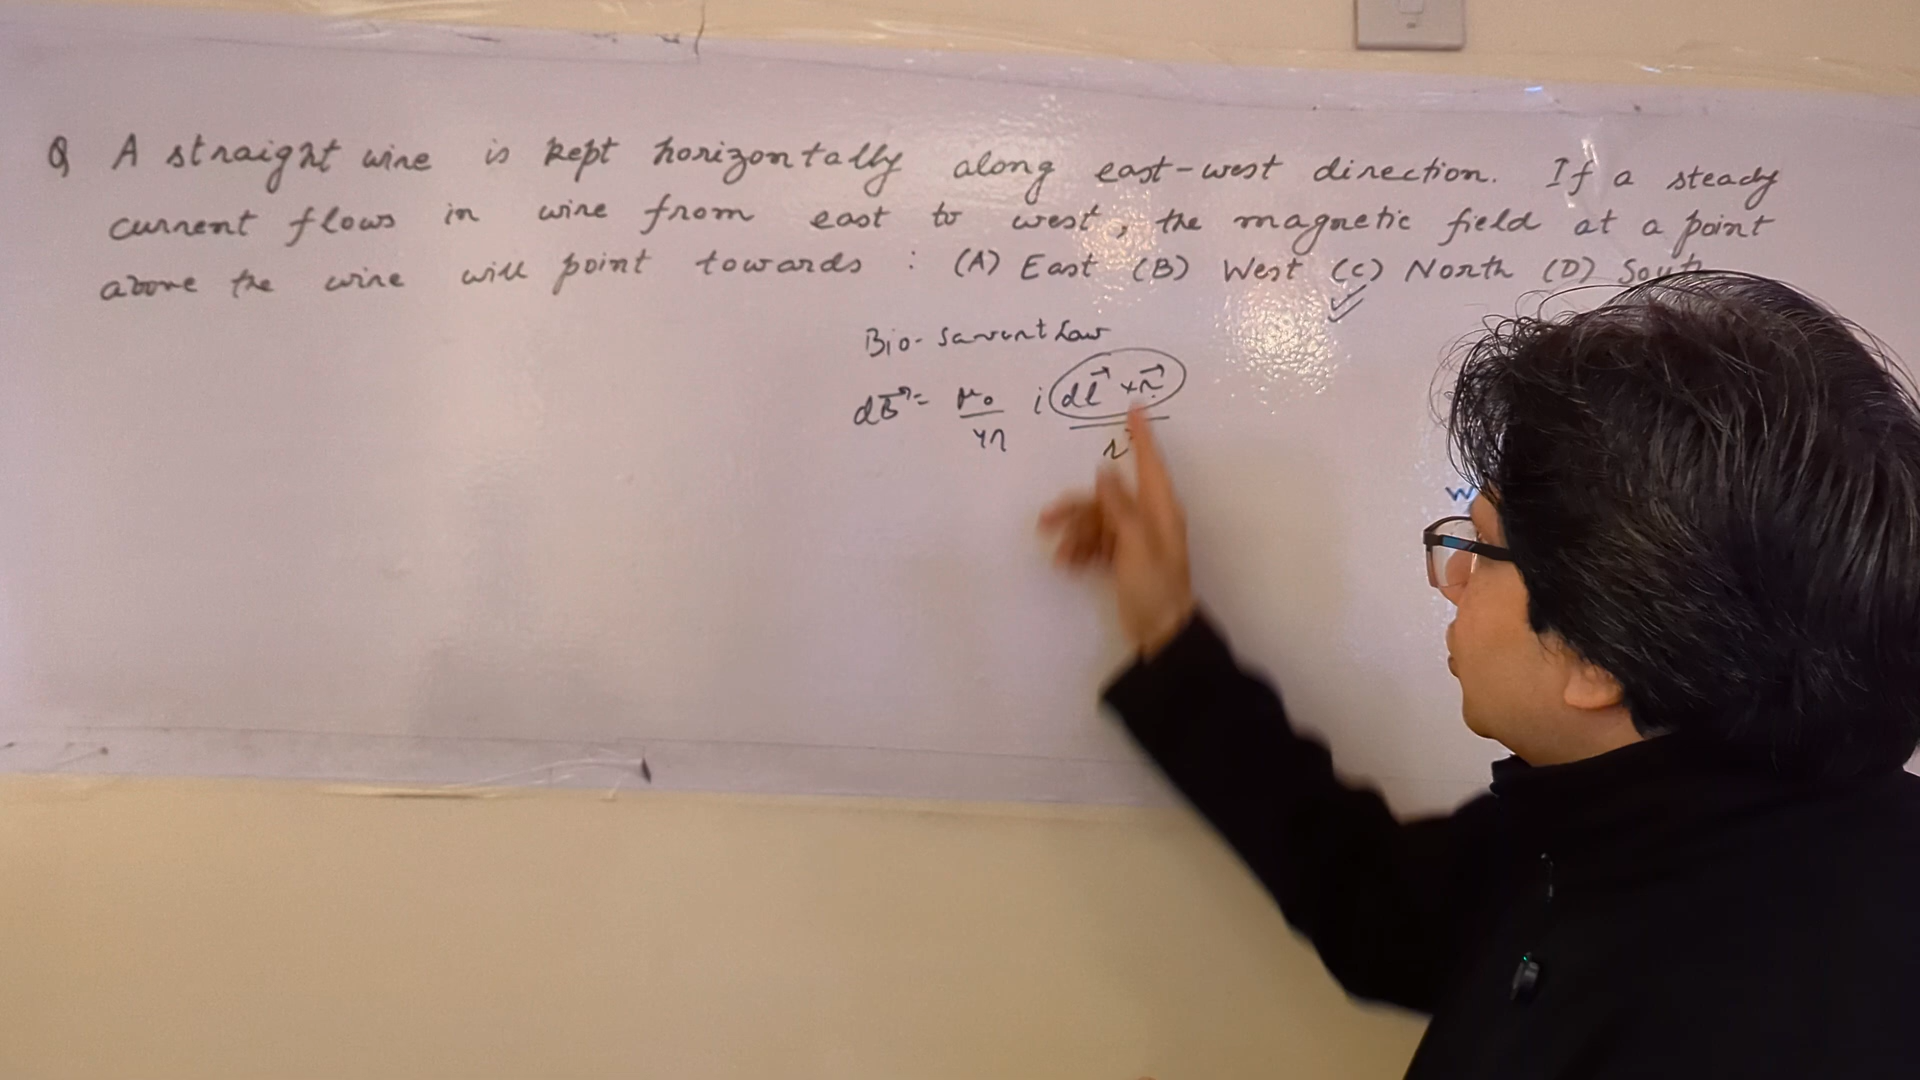 Q A straight wire is kept horizontally along east-west direction. If a steady
current flows in wire from east to west, the magnetic field at a point
above the wire will point towards : (A) East (B) West (C) North (D) South
Bio-Savart Law
dB⃗ = μ₀/4π i (dl⃗ × r⃗)/r³
W